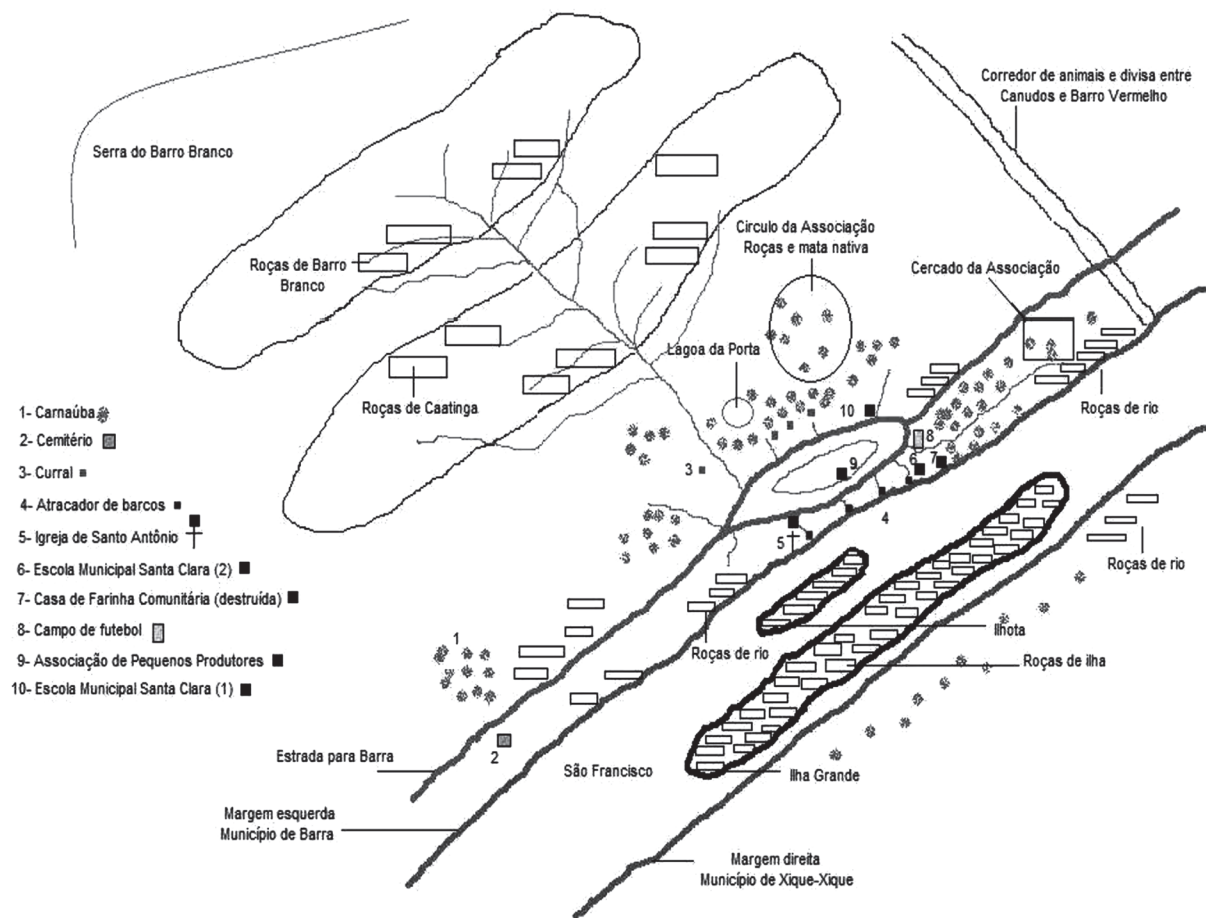 Corredor de animais e divisa entre
Canudos e Barro Vermelho
Serra do Barro Branco
Circulo da Associação
Roças e mata nativa
Cercado da Associação
Roças de Barro
Branco
Lagoa da Porta
Roças de Caatinga
Roças de rio
10
8
9
6
7
3
4
5
1- Carnaúba
2- Cemitério
3- Curral
4- Atracador de barcos
5- Igreja de Santo Antônio
6- Escola Municipal Santa Clara (2)
7- Casa de Farinha Comunitária (destruída)
8- Campo de futebol
9- Associação de Pequenos Produtores
10- Escola Municipal Santa Clara (1)
Roças de rio
Ilhota
Roças de rio
Roças de ilha
1
2
Estrada para Barra
São Francisco
Ilha Grande
Margem esquerda
Município de Barra
Margem direita
Município de Xique-Xique